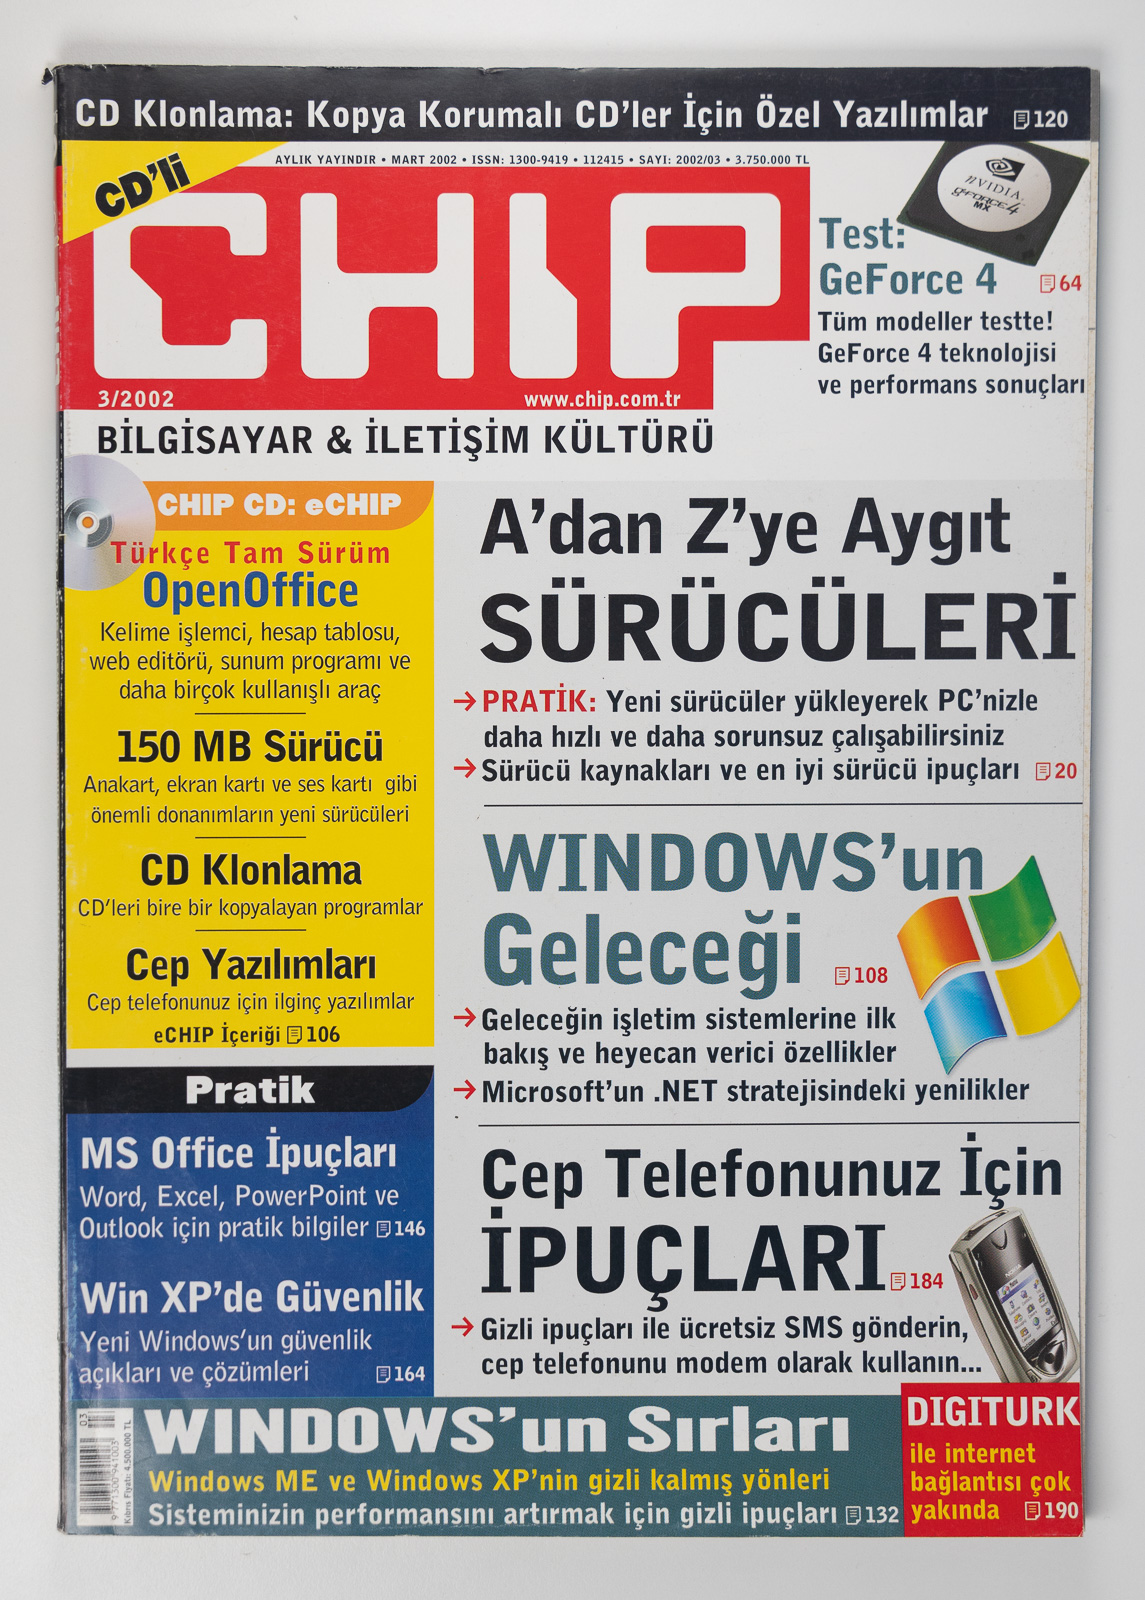 CD Klonlama: Kopya Korumalı CD'ler İçin Özel Yazılımlar 120
CD'li
AYLIK YAYINDIR • MART 2002 • ISSN: 1300-9419 • 112415 • SAYI: 2002/03 • 3.750.000 TL
CHIP
3/2002
www.chip.com.tr
BİLGİSAYAR & İLETİŞİM KÜLTÜRÜ
NVIDIA
GEFORCE4
MX
Test:
GeForce 4 64
Tüm modeller testte!
GeForce 4 teknolojisi
ve performans sonuçları
CHIP CD: eCHIP
Türkçe Tam Sürüm
OpenOffice
Kelime işlemci, hesap tablosu,
web editörü, sunum programı ve
daha birçok kullanışlı araç
150 MB Sürücü
Anakart, ekran kartı ve ses kartı gibi
önemli donanımların yeni sürücüleri
CD Klonlama
CD'leri bire bir kopyalayan programlar
Cep Yazılımları
Cep telefonunuz için ilginç yazılımlar
eCHIP İçeriği 106
Pratik
MS Office İpuçları
Word, Excel, PowerPoint ve
Outlook için pratik bilgiler 146
Win XP'de Güvenlik
Yeni Windows'un güvenlik
açıkları ve çözümleri 164
A'dan Z'ye Aygıt
SÜRÜCÜLERİ
→ PRATİK: Yeni sürücüler yükleyerek PC'nizle
daha hızlı ve daha sorunsuz çalışabilirsiniz
→ Sürücü kaynakları ve en iyi sürücü ipuçları 20
WINDOWS'un
Geleceği 108
→ Geleceğin işletim sistemlerine ilk
bakış ve heyecan verici özellikler
→ Microsoft'un .NET stratejisindeki yenilikler
Cep Telefonunuz İçin
İPUÇLARI 184
→ Gizli ipuçları ile ücretsiz SMS gönderin,
cep telefonunu modem olarak kullanın...
03
9771300941003
Kıbrıs Fiyatı: 4.500.000 TL
WINDOWS'un Sırları
Windows ME ve Windows XP'nin gizli kalmış yönleri
Sisteminizin performansını artırmak için gizli ipuçları 132
DIGITURK
ile internet
bağlantısı çok
yakında 190